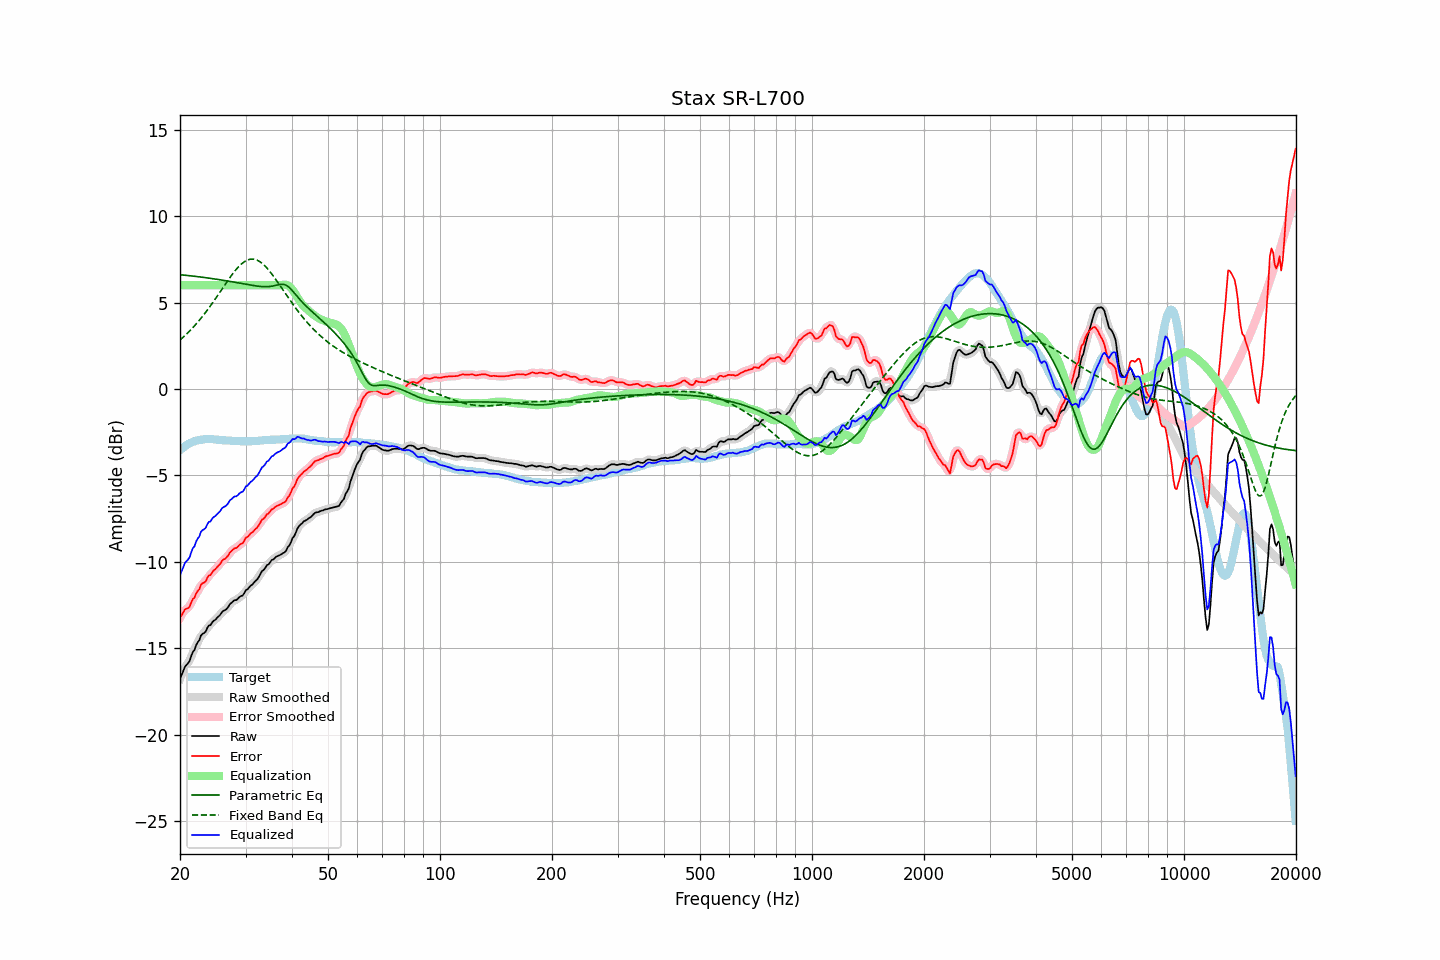 Stax SR-L700
Amplitude (dBr)
15
10
5
0
−5
−10
−15
−20
−25
Target
Raw Smoothed
Error Smoothed
Raw
Error
Equalization
Parametric Eq
Fixed Band Eq
Equalized
20 50 100 200 500 1000 2000 5000 10000 20000
Frequency (Hz)